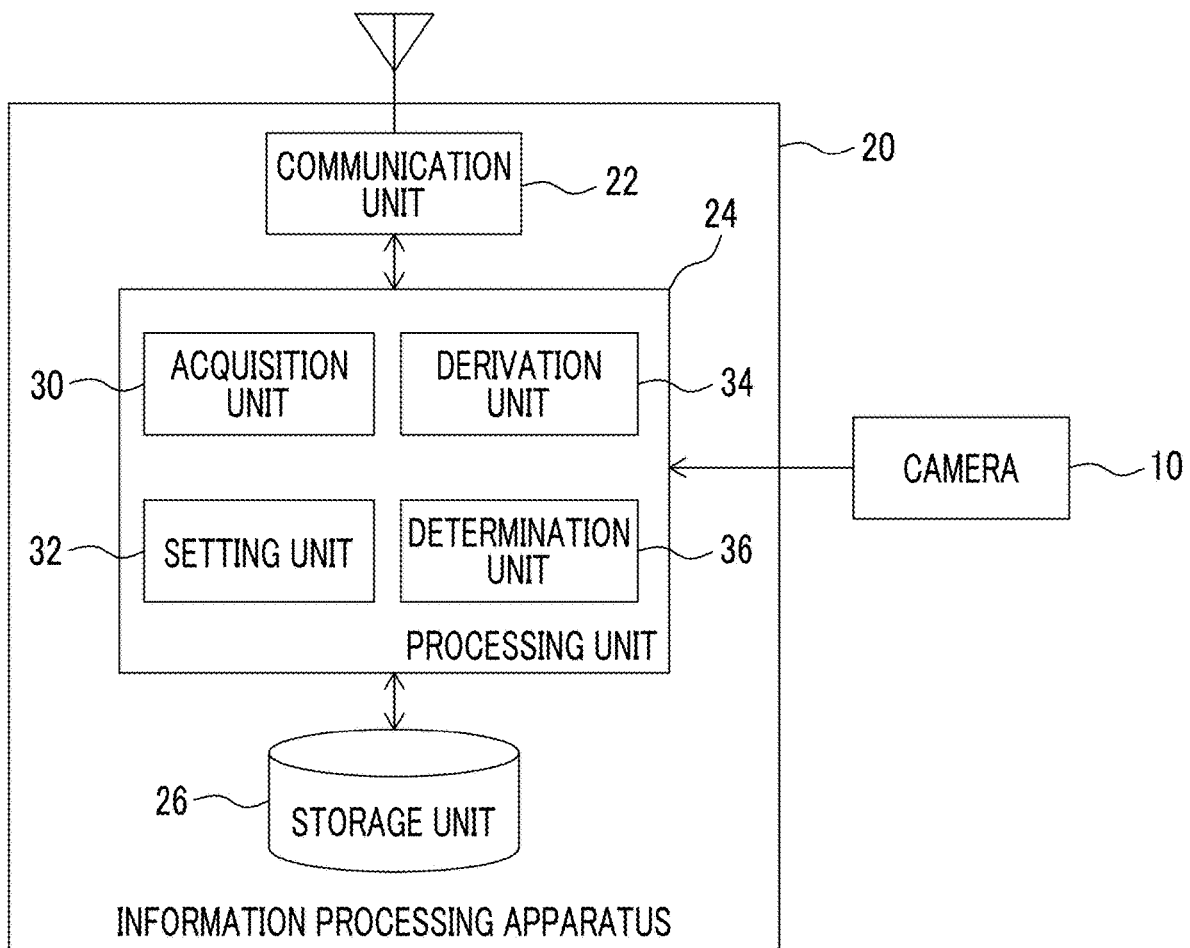 COMMUNICATION
UNIT
22
20
24
ACQUISITION
UNIT
30
DERIVATION
UNIT
34
CAMERA
10
SETTING UNIT
32
DETERMINATION
UNIT
36
PROCESSING UNIT
STORAGE UNIT
26
INFORMATION PROCESSING APPARATUS